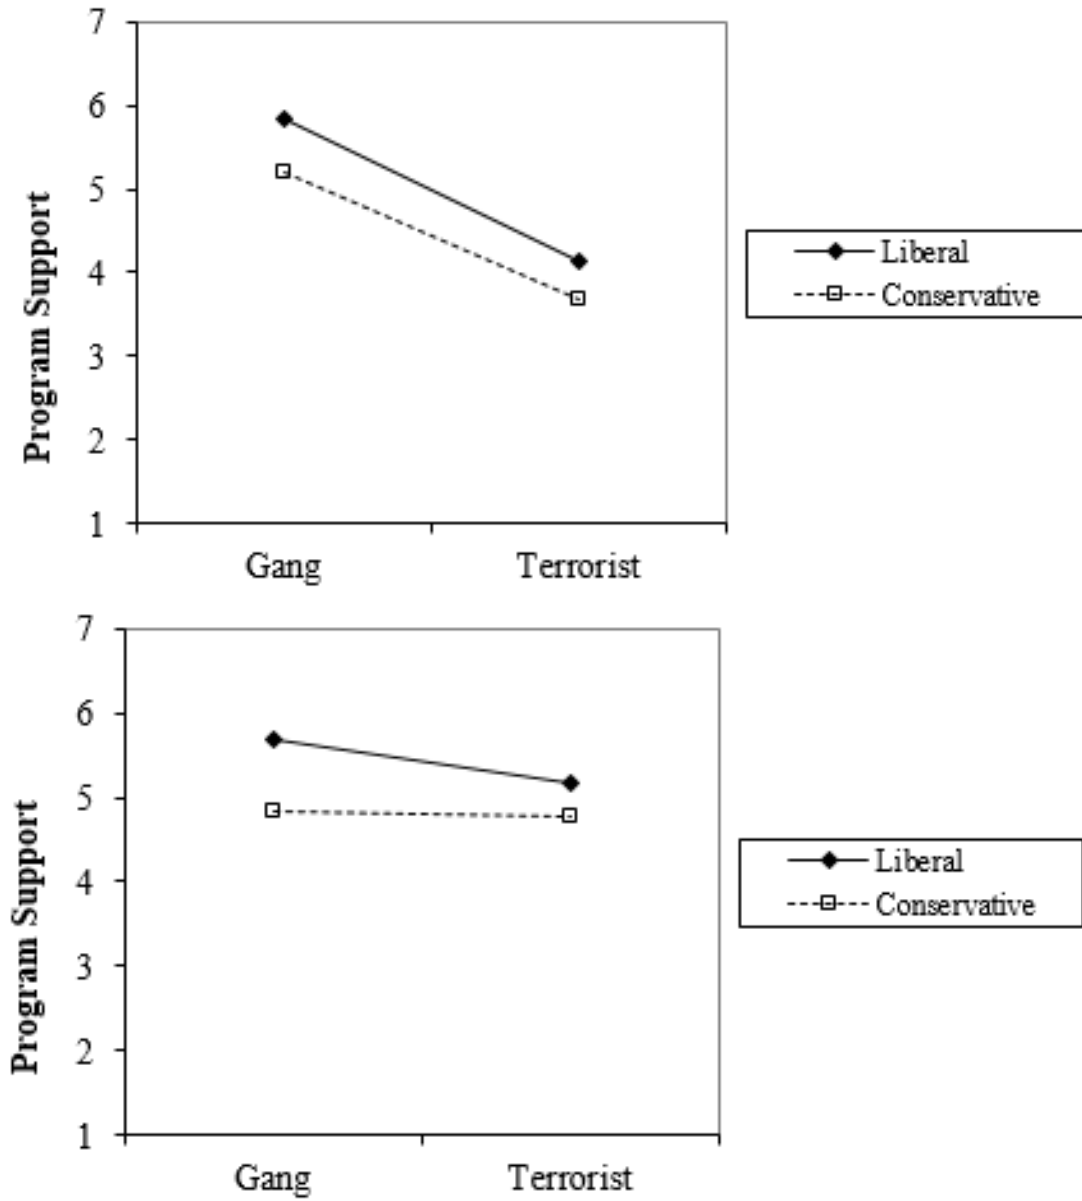 7
6
5
4
3
2
1
Program Support
Gang Terrorist
Liberal
Conservative
7
6
5
4
3
2
1
Program Support
Gang Terrorist
Liberal
Conservative